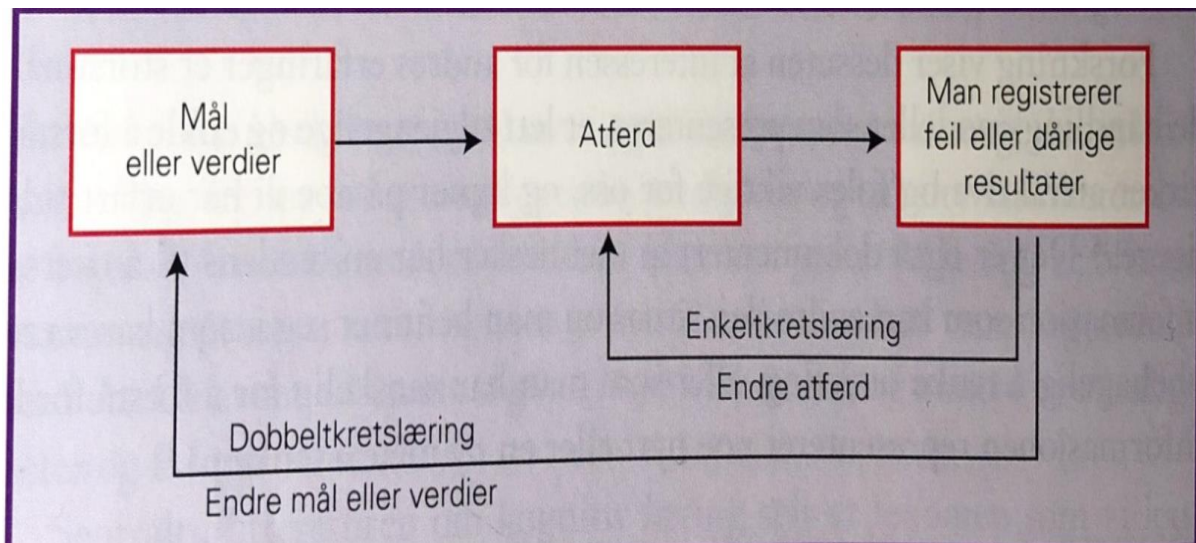 Mål
eller verdier
Atferd
Man registrerer
feil eller dårlige
resultater
Enkeltkretslæring
Endre atferd
Dobbeltkretslæring
Endre mål eller verdier